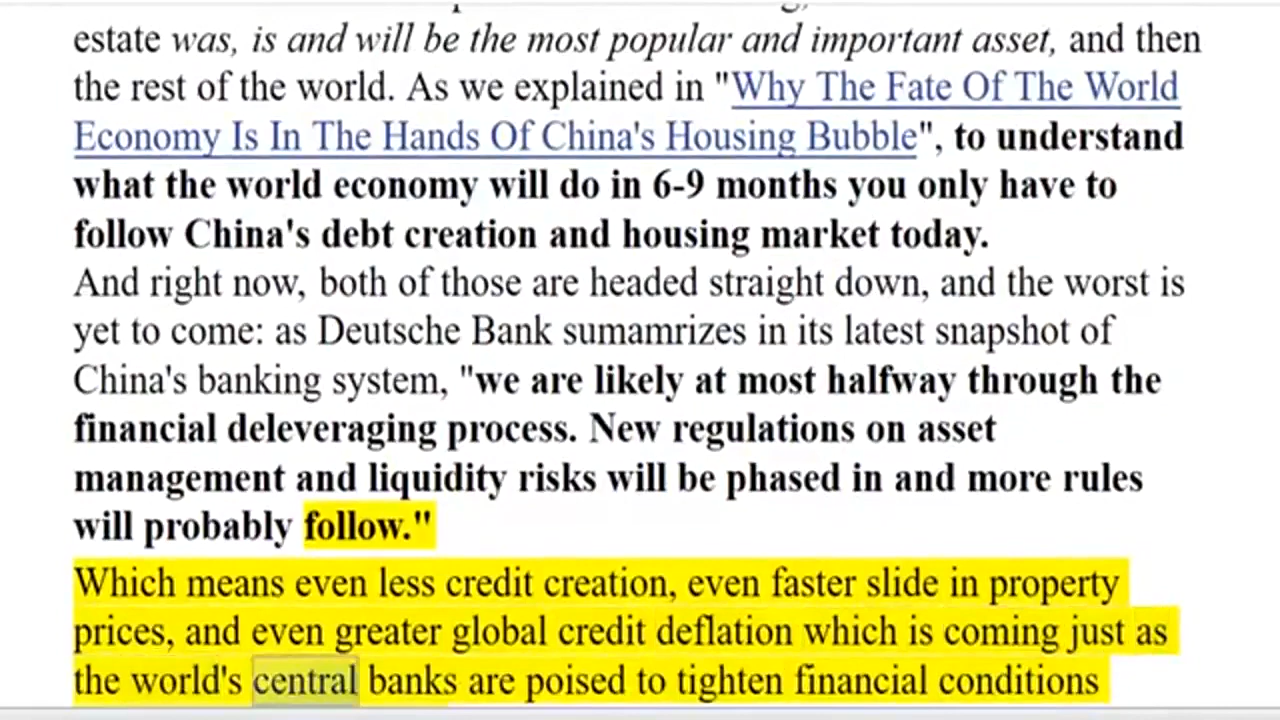 estate was, is and will be the most popular and important asset, and then
the rest of the world. As we explained in "Why The Fate Of The World
Economy Is In The Hands Of China's Housing Bubble", to understand
what the world economy will do in 6-9 months you only have to
follow China's debt creation and housing market today.
And right now, both of those are headed straight down, and the worst is
yet to come: as Deutsche Bank sumamrizes in its latest snapshot of
China's banking system, "we are likely at most halfway through the
financial deleveraging process. New regulations on asset
management and liquidity risks will be phased in and more rules
will probably follow."
Which means even less credit creation, even faster slide in property
prices, and even greater global credit deflation which is coming just as
the world's central banks are poised to tighten financial conditions